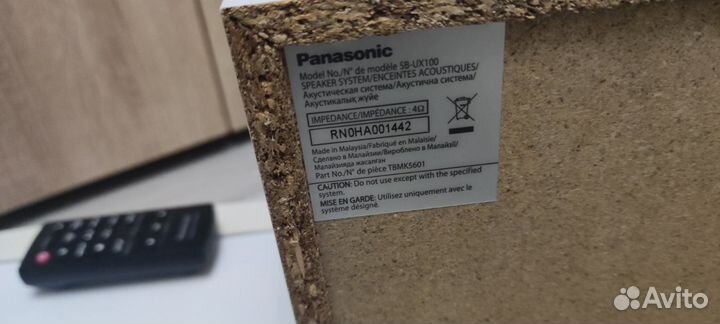 Panasonic
Model No./N° de modèle SB-UX100
SPEAKER SYSTEM/ENCEINTES ACOUSTIQUES/
Акустическая система/Акустична система/
Акустикалық жүйе
IMPEDANCE/IMPÉDANCE : 4Ω
RN0HA001442
Made in Malaysia/Fabriqué en Malaisie/
Сделано в Малайзии/Вироблено в Малайзії/
Малайзияда жасалған
Part No./N° de pièce TBMK5601
CAUTION: Do not use except with the specified
system.
MISE EN GARDE: Utilisez uniquement avec le
système désigné.
Avito